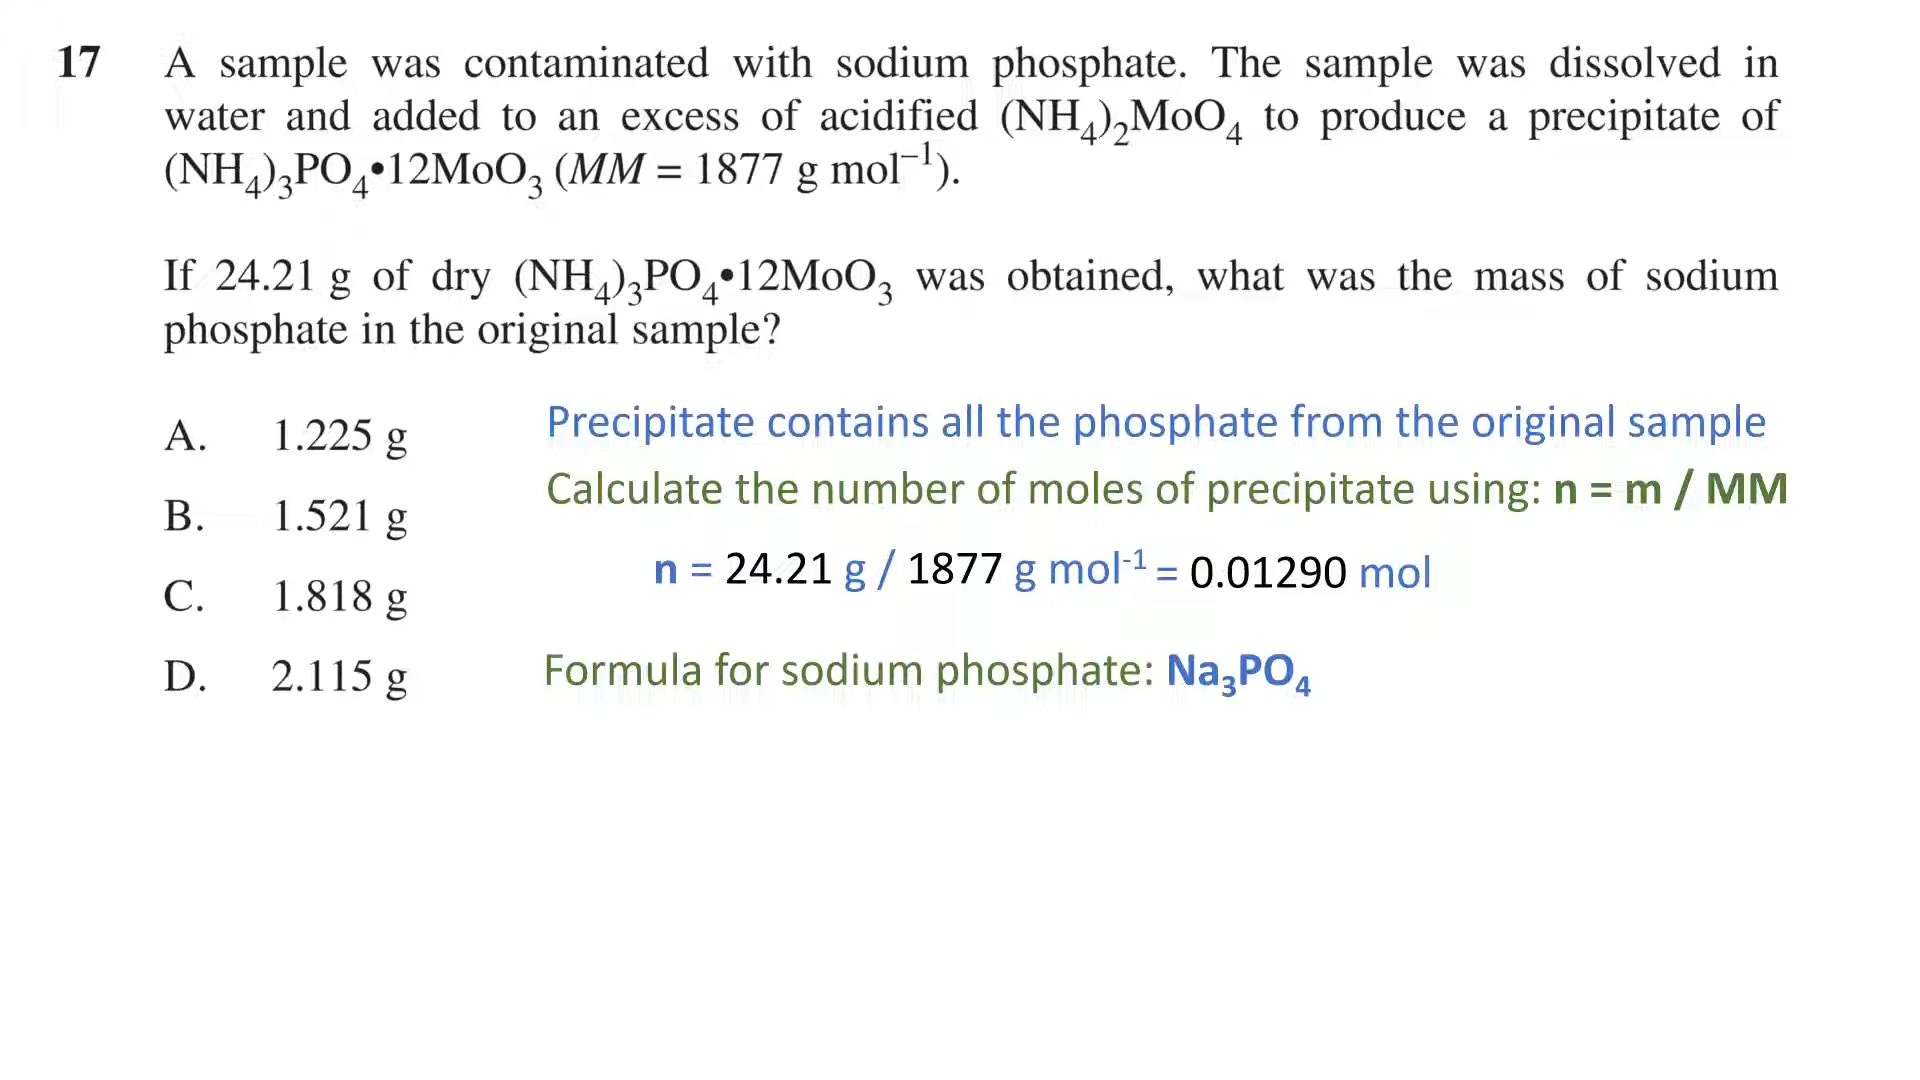 17 A sample was contaminated with sodium phosphate. The sample was dissolved in
water and added to an excess of acidified (NH₄)₂MoO₄ to produce a precipitate of
(NH₄)₃PO₄•12MoO₃ (MM = 1877 g mol⁻¹).
If 24.21 g of dry (NH₄)₃PO₄•12MoO₃ was obtained, what was the mass of sodium
phosphate in the original sample?
A. 1.225 g
B. 1.521 g
C. 1.818 g
D. 2.115 g
Precipitate contains all the phosphate from the original sample
Calculate the number of moles of precipitate using: n = m / MM
n = 24.21 g / 1877 g mol⁻¹ = 0.01290 mol
Formula for sodium phosphate: Na₃PO₄